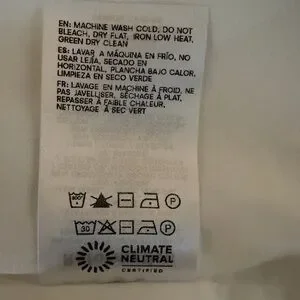 EN: MACHINE WASH COLD, DO NOT
BLEACH, DRY FLAT, IRON LOW HEAT,
GREEN DRY CLEAN
ES: LAVAR A MÁQUINA EN FRÍO, NO
USAR LEJÍA, SECADO EN
HORIZONTAL, PLANCHA BAJO CALOR,
LIMPIEZA EN SECO VERDE
FR: LAVAGE EN MACHINE À FROID, NE
PAS JAVELLISER, SÉCHAGE À PLAT,
REPASSER À FAIBLE CHALEUR,
NETTOYAGE À SEC VERT
P
30 P
CLIMATE
NEUTRAL
CERTIFIED